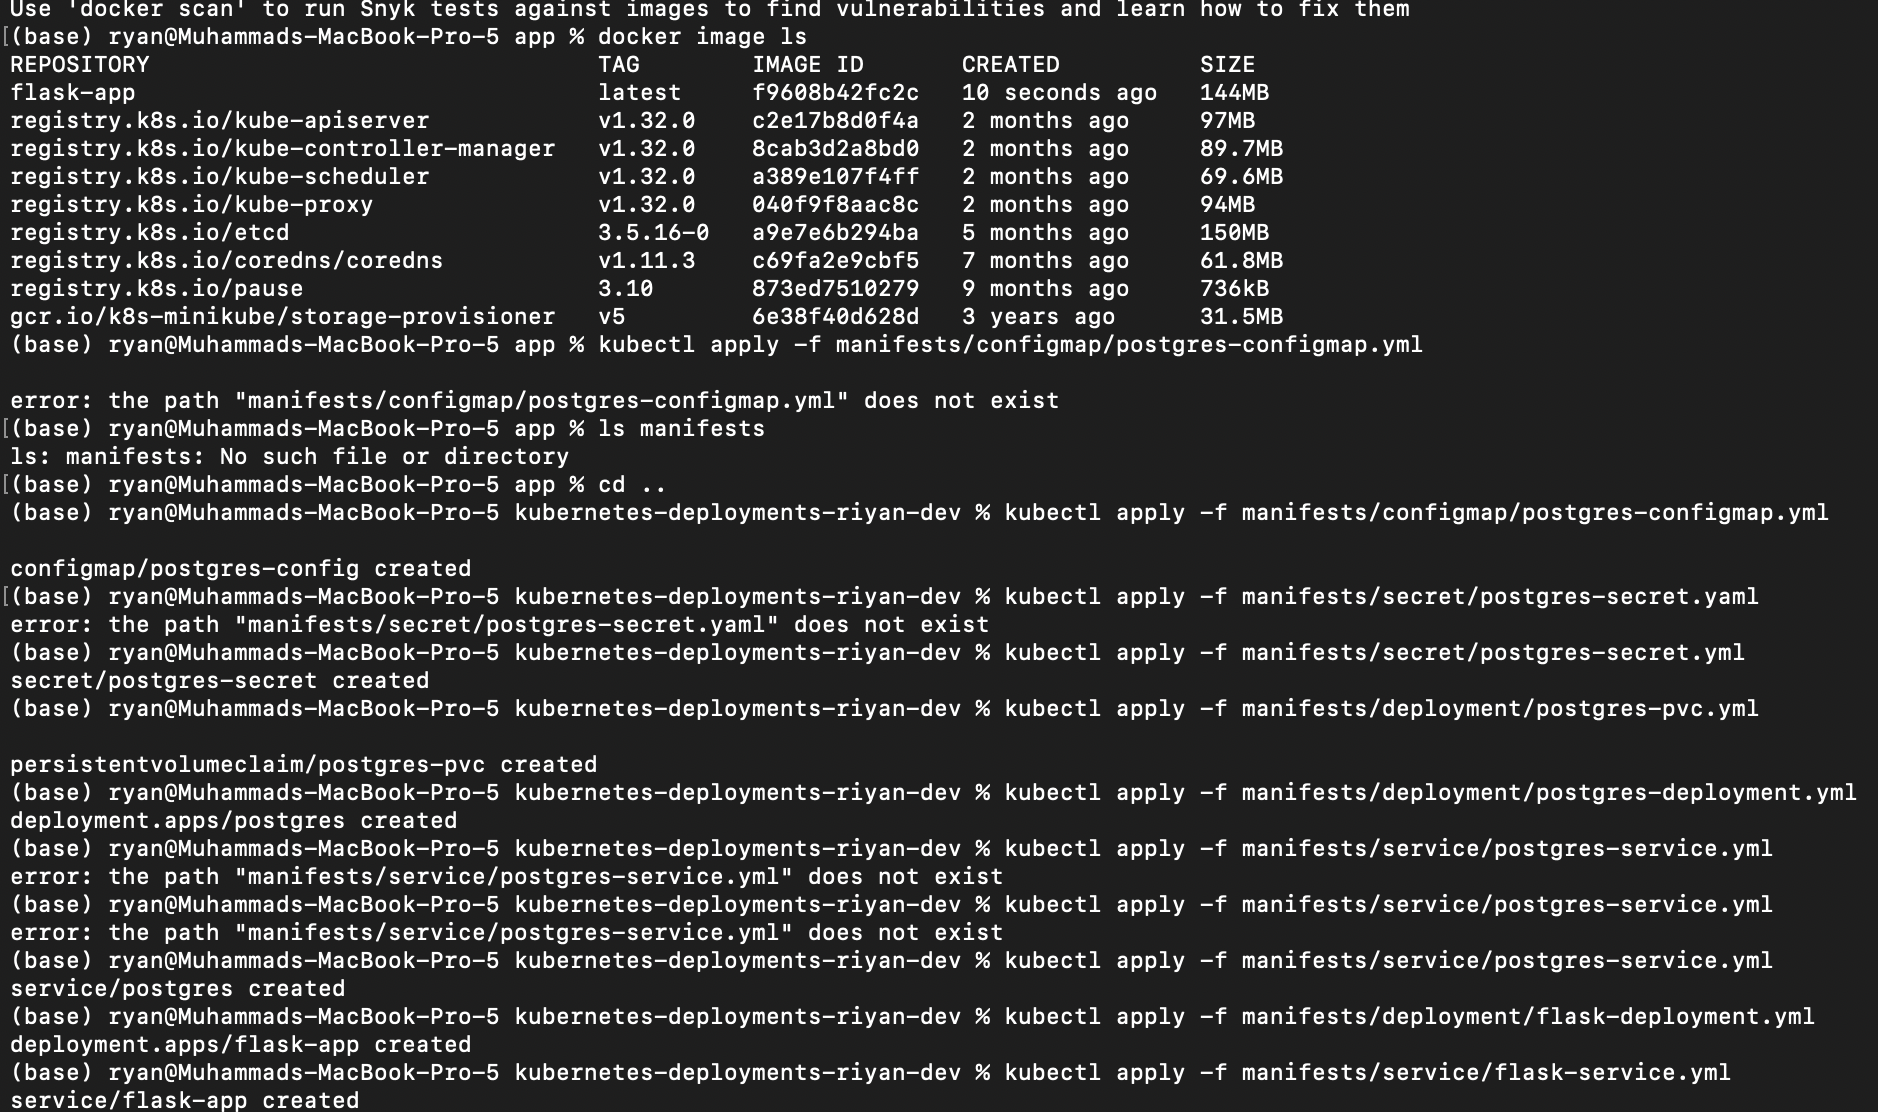 Use 'docker scan' to run Snyk tests against images to find vulnerabilities and learn how to fix them
[(base) ryan@Muhammads-MacBook-Pro-5 app % docker image ls
REPOSITORY                                TAG        IMAGE ID       CREATED          SIZE
flask-app                                 latest     f9608b42fc2c   10 seconds ago   144MB
registry.k8s.io/kube-apiserver            v1.32.0    c2e17b8d0f4a   2 months ago     97MB
registry.k8s.io/kube-controller-manager   v1.32.0    8cab3d2a8bd0   2 months ago     89.7MB
registry.k8s.io/kube-scheduler            v1.32.0    a389e107f4ff   2 months ago     69.6MB
registry.k8s.io/kube-proxy                v1.32.0    040f9f8aac8c   2 months ago     94MB
registry.k8s.io/etcd                      3.5.16-0   a9e7e6b294ba   5 months ago     150MB
registry.k8s.io/coredns/coredns           v1.11.3    c69fa2e9cbf5   7 months ago     61.8MB
registry.k8s.io/pause                     3.10       873ed7510279   9 months ago     736kB
gcr.io/k8s-minikube/storage-provisioner   v5         6e38f40d628d   3 years ago      31.5MB
(base) ryan@Muhammads-MacBook-Pro-5 app % kubectl apply -f manifests/configmap/postgres-configmap.yml
error: the path "manifests/configmap/postgres-configmap.yml" does not exist
[(base) ryan@Muhammads-MacBook-Pro-5 app % ls manifests
ls: manifests: No such file or directory
[(base) ryan@Muhammads-MacBook-Pro-5 app % cd ..
(base) ryan@Muhammads-MacBook-Pro-5 kubernetes-deployments-riyan-dev % kubectl apply -f manifests/configmap/postgres-configmap.yml
configmap/postgres-config created
[(base) ryan@Muhammads-MacBook-Pro-5 kubernetes-deployments-riyan-dev % kubectl apply -f manifests/secret/postgres-secret.yaml
error: the path "manifests/secret/postgres-secret.yaml" does not exist
(base) ryan@Muhammads-MacBook-Pro-5 kubernetes-deployments-riyan-dev % kubectl apply -f manifests/secret/postgres-secret.yml
secret/postgres-secret created
(base) ryan@Muhammads-MacBook-Pro-5 kubernetes-deployments-riyan-dev % kubectl apply -f manifests/deployment/postgres-pvc.yml
persistentvolumeclaim/postgres-pvc created
(base) ryan@Muhammads-MacBook-Pro-5 kubernetes-deployments-riyan-dev % kubectl apply -f manifests/deployment/postgres-deployment.yml
deployment.apps/postgres created
(base) ryan@Muhammads-MacBook-Pro-5 kubernetes-deployments-riyan-dev % kubectl apply -f manifests/service/postgres-service.yml
error: the path "manifests/service/postgres-service.yml" does not exist
(base) ryan@Muhammads-MacBook-Pro-5 kubernetes-deployments-riyan-dev % kubectl apply -f manifests/service/postgres-service.yml
error: the path "manifests/service/postgres-service.yml" does not exist
(base) ryan@Muhammads-MacBook-Pro-5 kubernetes-deployments-riyan-dev % kubectl apply -f manifests/service/postgres-service.yml
service/postgres created
(base) ryan@Muhammads-MacBook-Pro-5 kubernetes-deployments-riyan-dev % kubectl apply -f manifests/deployment/flask-deployment.yml
deployment.apps/flask-app created
(base) ryan@Muhammads-MacBook-Pro-5 kubernetes-deployments-riyan-dev % kubectl apply -f manifests/service/flask-service.yml
service/flask-app created